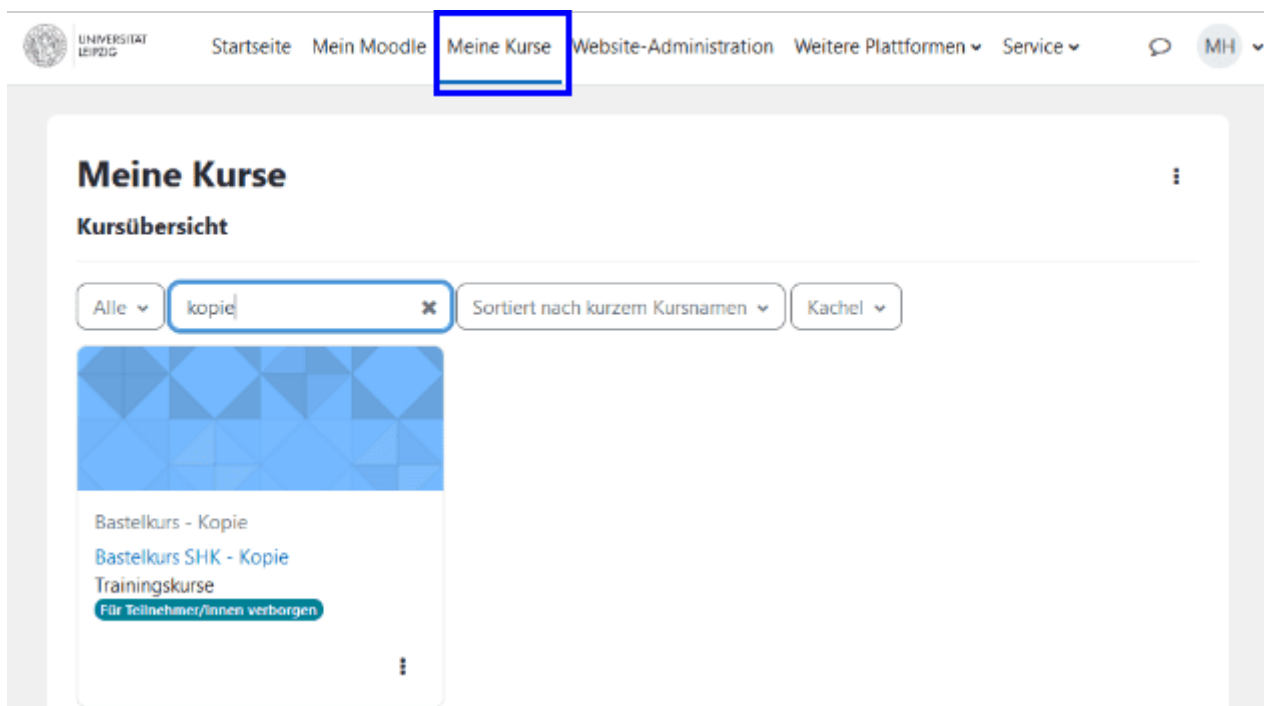 UNIVERSITÄT
LEIPZIG
Startseite Mein Moodle Meine Kurse Website-Administration Weitere Plattformen Service MH
Meine Kurse
Kursübersicht
Alle kopie Sortiert nach kurzem Kursnamen Kachel
Bastelkurs - Kopie
Bastelkurs SHK - Kopie
Trainingskurse
Für Teilnehmer/innen verborgen